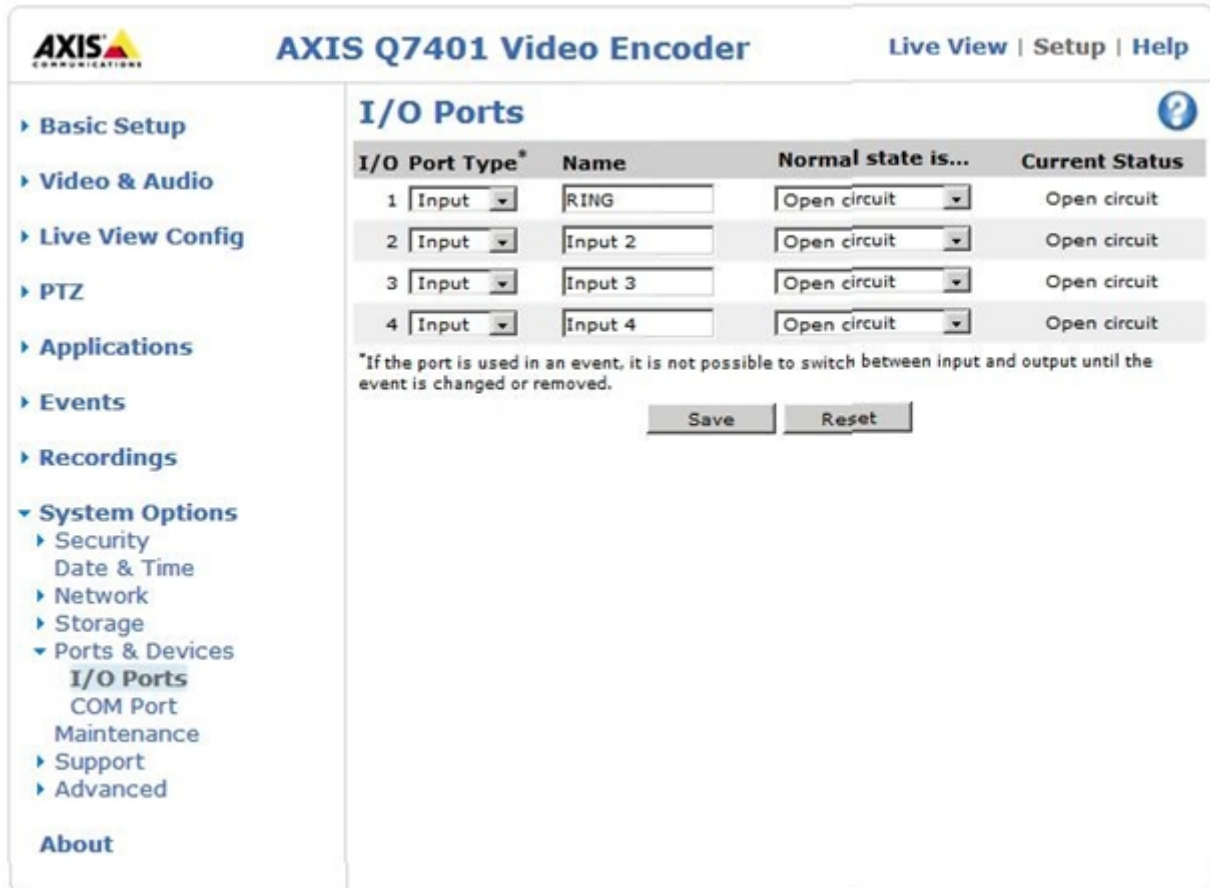 AXIS
COMMUNICATIONS
AXIS Q7401 Video Encoder
Live View | Setup | Help
Basic Setup
Video & Audio
Live View Config
PTZ
Applications
Events
Recordings
System Options
Security
Date & Time
Network
Storage
Ports & Devices
I/O Ports
COM Port
Maintenance
Support
Advanced
About
I/O Ports
?
I/O Port Type* Name Normal state is... Current Status
1 Input RING Open circuit Open circuit
2 Input Input 2 Open circuit Open circuit
3 Input Input 3 Open circuit Open circuit
4 Input Input 4 Open circuit Open circuit
*If the port is used in an event, it is not possible to switch between input and output until the
event is changed or removed.
Save Reset